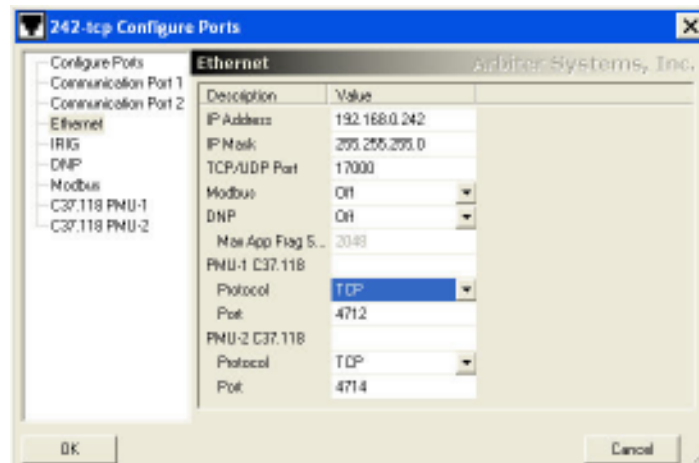 242-tcp Configure Ports
Configure Ports
Communication Port 1
Communication Port 2
Ethernet
IRIG
DNP
Modbus
C37.118 PMU-1
C37.118 PMU-2
Ethernet Arbiter Systems, Inc.
Description Value
IP Address 192.168.0.242
IP Mask 255.255.255.0
TCP/UDP Port 17000
Modbus Off
DNP Off
Max App Frag S... 2048
PMU-1 C37.118
Protocol TCP
Port 4712
PMU-2 C37.118
Protocol TCP
Port 4714
OK Cancel